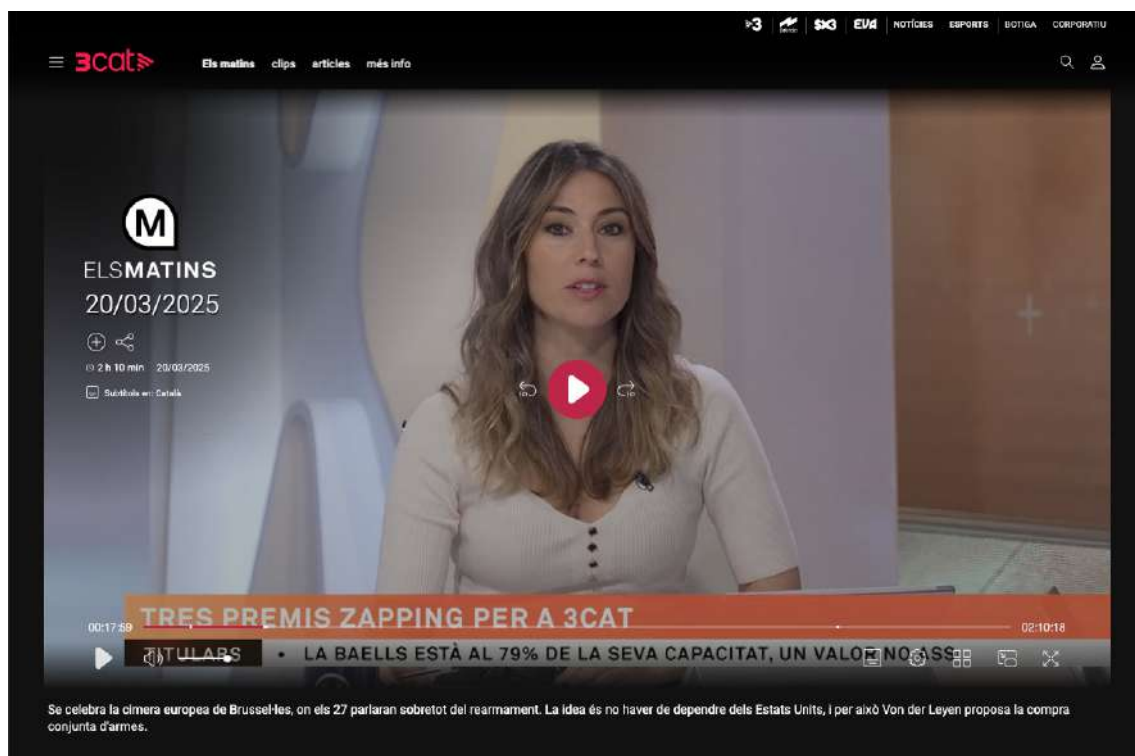 3 SX3 EVA NOTÍCIES ESPORTS BOTIGA CORPORATIU
3cat Els matins clips articles més info
M
ELSMATINS
20/03/2025
2 h 10 min 20/03/2025
Subtítols en: Català
10 10
TRES PREMIS ZAPPING PER A 3CAT
00:17:59 02:10:18
TITULARS • LA BAELLS ESTÀ AL 79% DE LA SEVA CAPACITAT, UN VALOR NO ASS
Se celebra la cimera europea de Brussel·les, on els 27 parlaran sobretot del rearmament. La idea és no haver de dependre dels Estats Units, i per això Von der Leyen proposa la compra
conjunta d'armes.